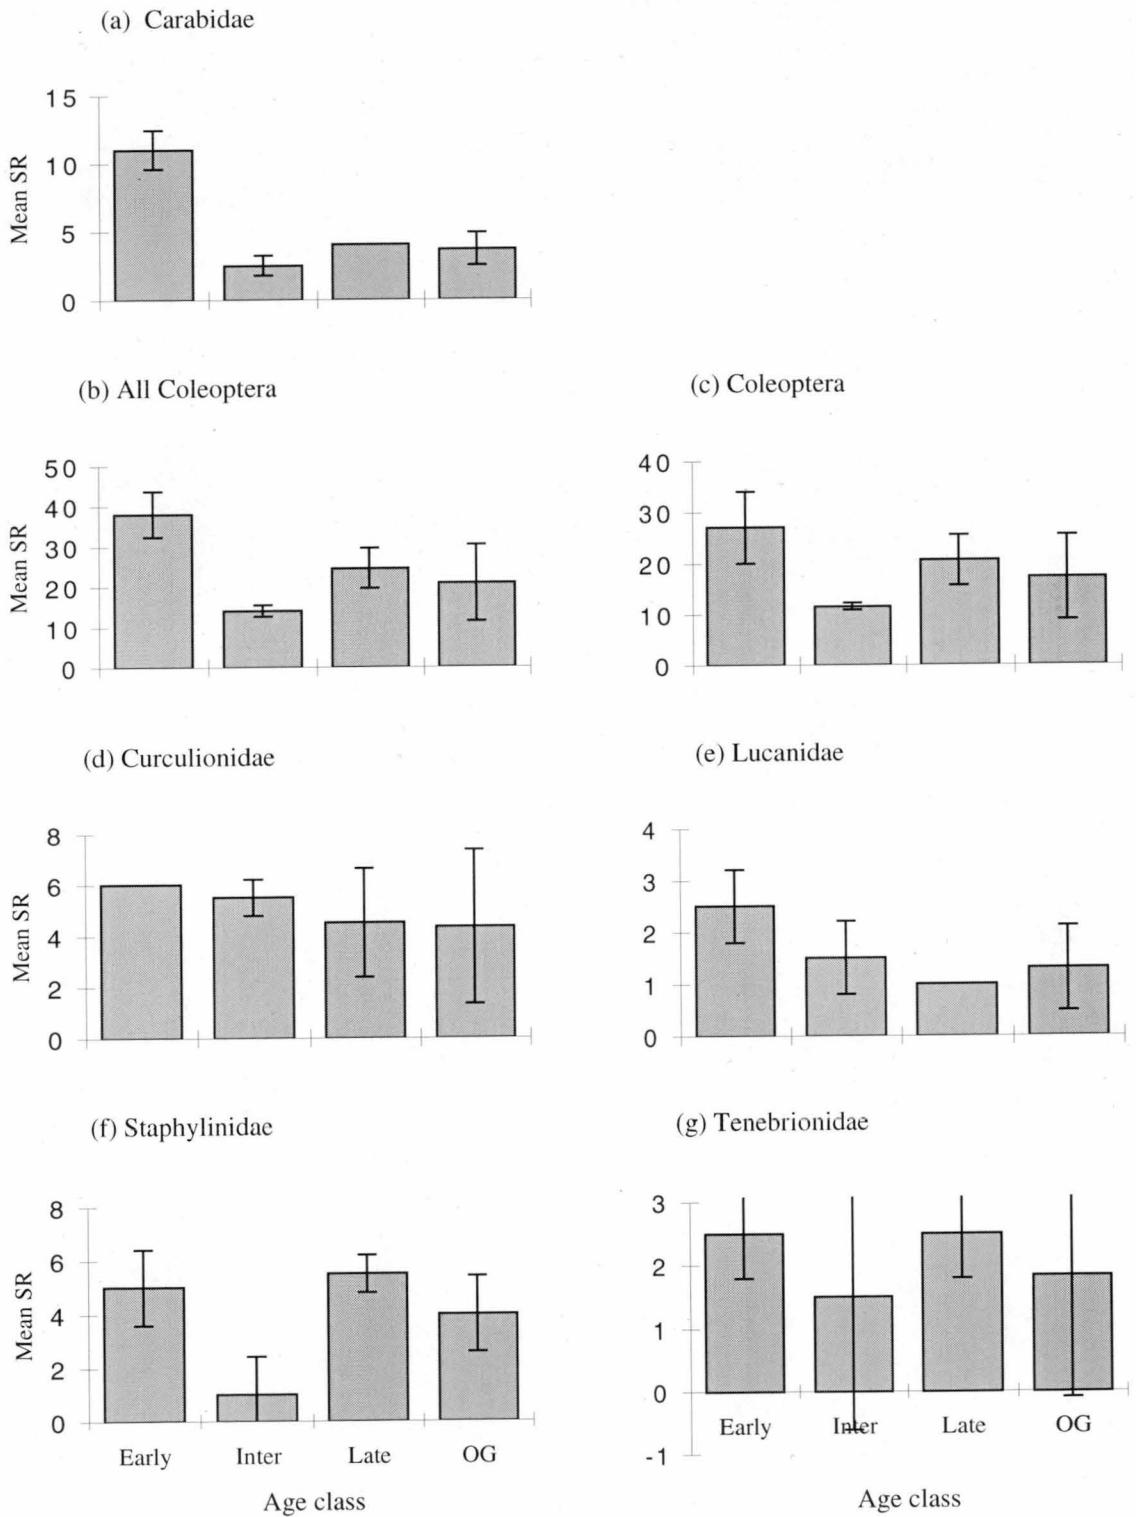 (a) Carabidae
Mean SR
15
10
5
0
(b) All Coleoptera
Mean SR
50
40
30
20
10
0
(c) Coleoptera
40
30
20
10
0
(d) Curculionidae
Mean SR
8
6
4
2
0
(e) Lucanidae
4
3
2
1
0
(f) Staphylinidae
Mean SR
8
6
4
2
0
Early Inter Late OG
Age class
(g) Tenebrionidae
3
2
1
0
-1
Early Inter Late OG
Age class